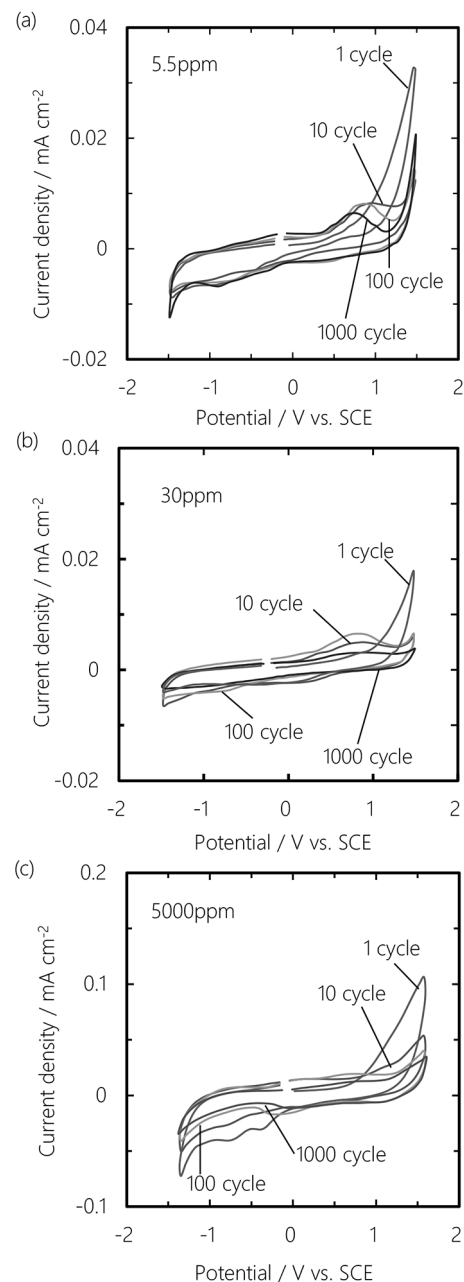 (a)
0.04
5.5ppm
1 cycle
0.02
10 cycle
Current density / mA cm-2
0
100 cycle
1000 cycle
-0.02
-2
-1
0
1
2
Potential / V vs. SCE
(b)
0.04
30ppm
1 cycle
0.02
10 cycle
Current density / mA cm-2
0
100 cycle
1000 cycle
-0.02
-2
-1
0
1
2
Potential / V vs. SCE
(c)
0.2
5000ppm
1 cycle
0.1
10 cycle
Current density / mA cm-2
0
1000 cycle
100 cycle
-0.1
-2
-1
0
1
2
Potential / V vs. SCE